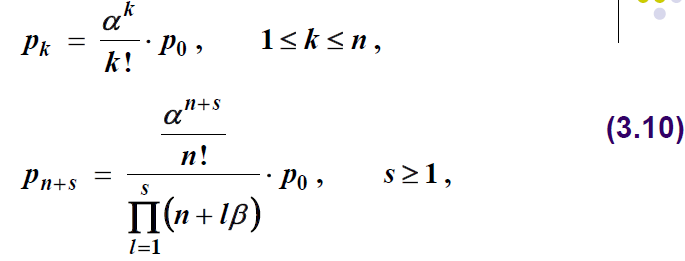 p_k = α^k / k! · p_0 , 1 ≤ k ≤ n ,
(3.10)
p_{n+s} = (α^{n+s} / n!) / ∏_{l=1}^{s} (n + lβ) · p_0 , s ≥ 1 ,